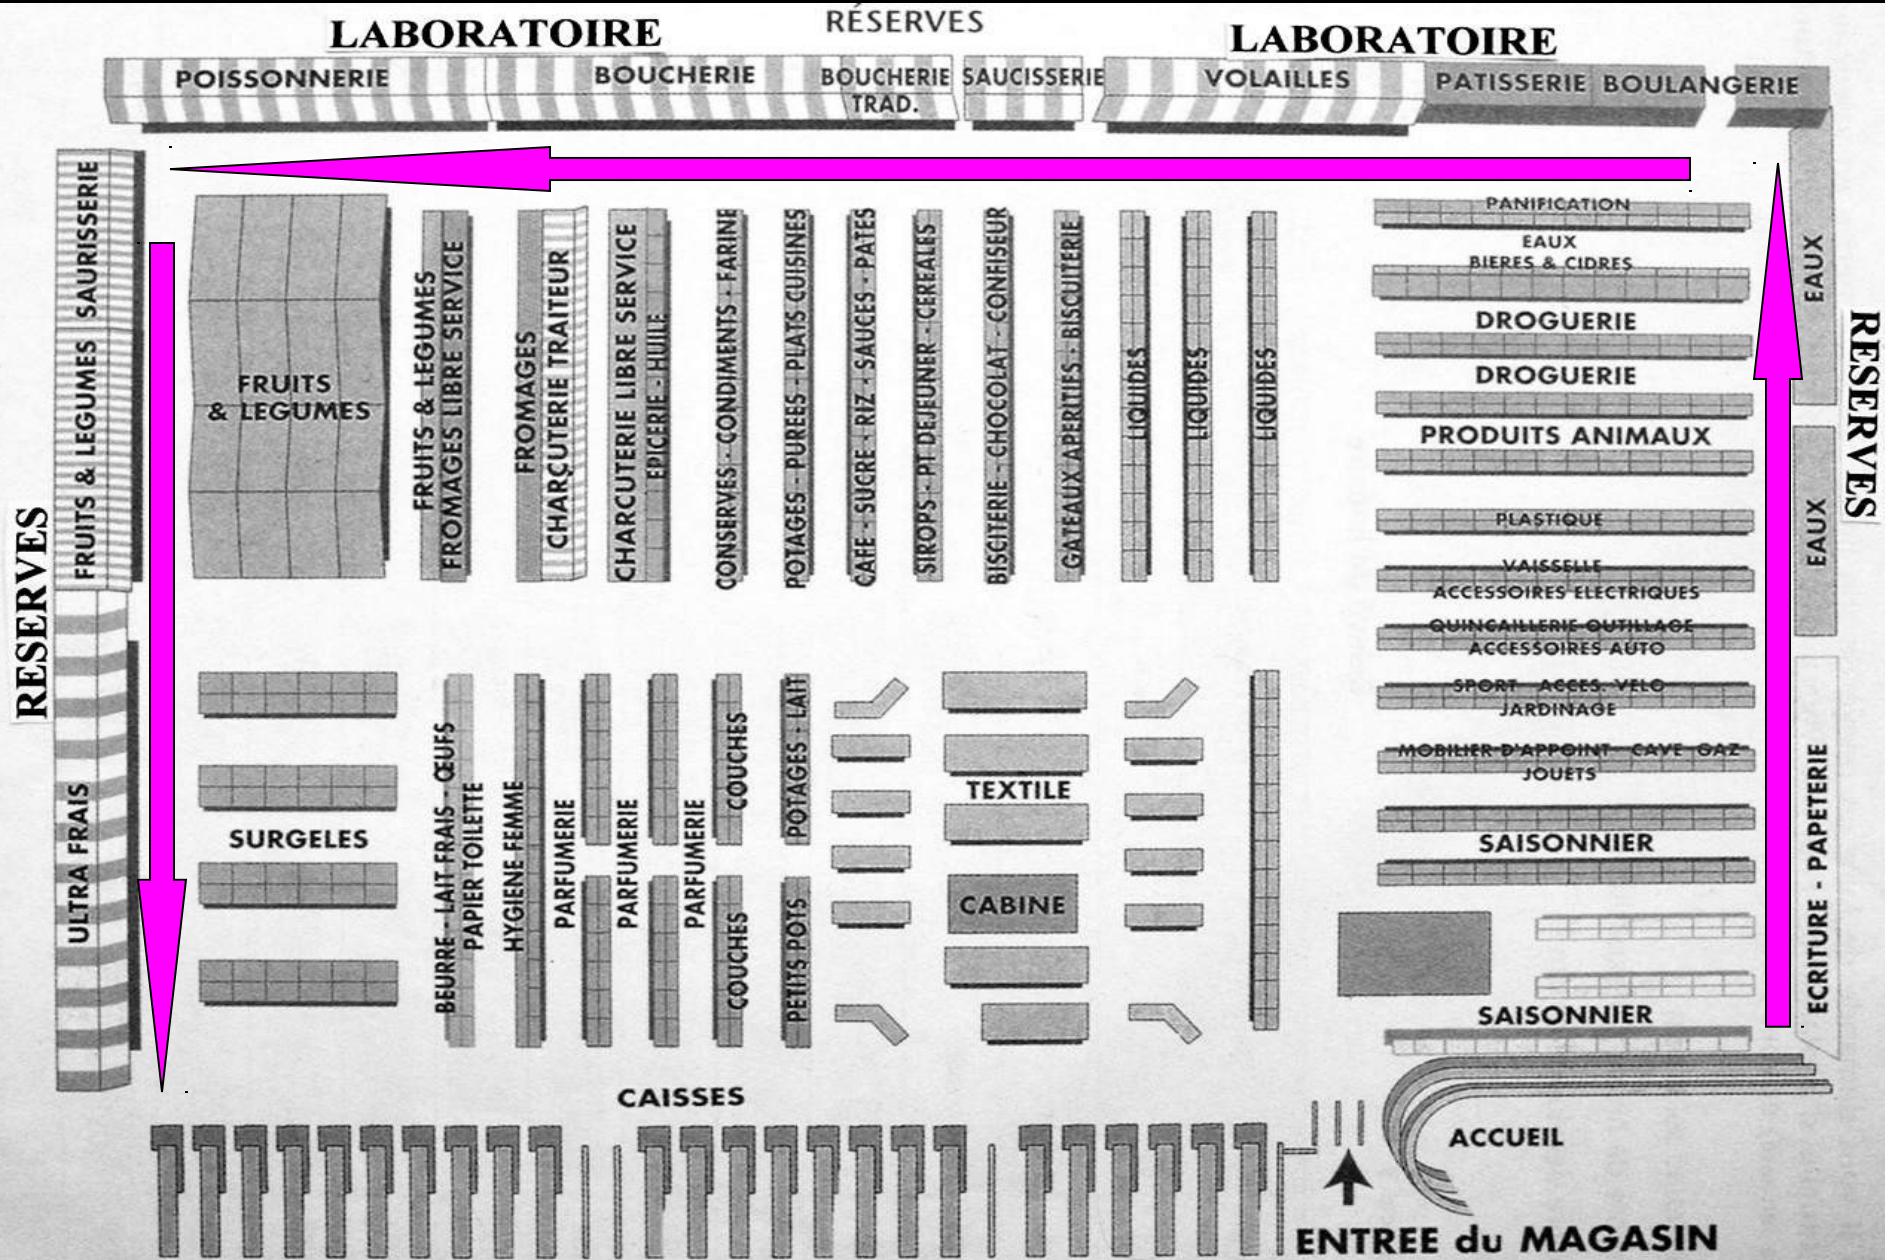 RÉSERVES
LABORATOIRE
LABORATOIRE
POISSONNERIE
BOUCHERIE
BOUCHERIE
TRAD.
SAUCISSERIE
VOLAILLES
PATISSERIE
BOULANGERIE
SAURISSERIE
FRUITS & LEGUMES
ULTRA FRAIS
RESERVES
FRUITS
& LEGUMES
FRUITS & LEGUMES
FROMAGES LIBRE SERVICE
FROMAGES
CHARCUTERIE TRAITEUR
CHARCUTERIE LIBRE SERVICE
EPICERIE - HUILE
CONSERVES - CONDIMENTS - FARINE
POTAGES - PUREES - PLATS CUISINES
CAFE - SUCRE - RIZ - SAUCES - PATES
SIROPS - PT DEJEUNER - CEREALES
BISCITERIE - CHOCOLAT - CONFISEUR
GATEAUX APERITIFS - BISCUITERIE
LIQUIDES
LIQUIDES
LIQUIDES
PANIFICATION
EAUX
BIERES & CIDRES
DROGUERIE
DROGUERIE
PRODUITS ANIMAUX
PLASTIQUE
VAISSELLE
ACCESSOIRES ELECTRIQUES
QUINCAILLERIE OUTILLAGE
ACCESSOIRES AUTO
SPORT ACCES. VELO
JARDINAGE
MOBILIER D'APPOINT CAVE GAZ
JOUETS
SAISONNIER
SAISONNIER
EAUX
EAUX
ECRITURE - PAPETERIE
RESERVES
SURGELES
BEURRE - LAIT FRAIS - ŒUFS
PAPIER TOILETTE
HYGIENE FEMME
PARFUMERIE
PARFUMERIE
PARFUMERIE
COUCHES
COUCHES
POTAGES - LAIT
PETITS POTS
TEXTILE
CABINE
CAISSES
ACCUEIL
ENTREE du MAGASIN